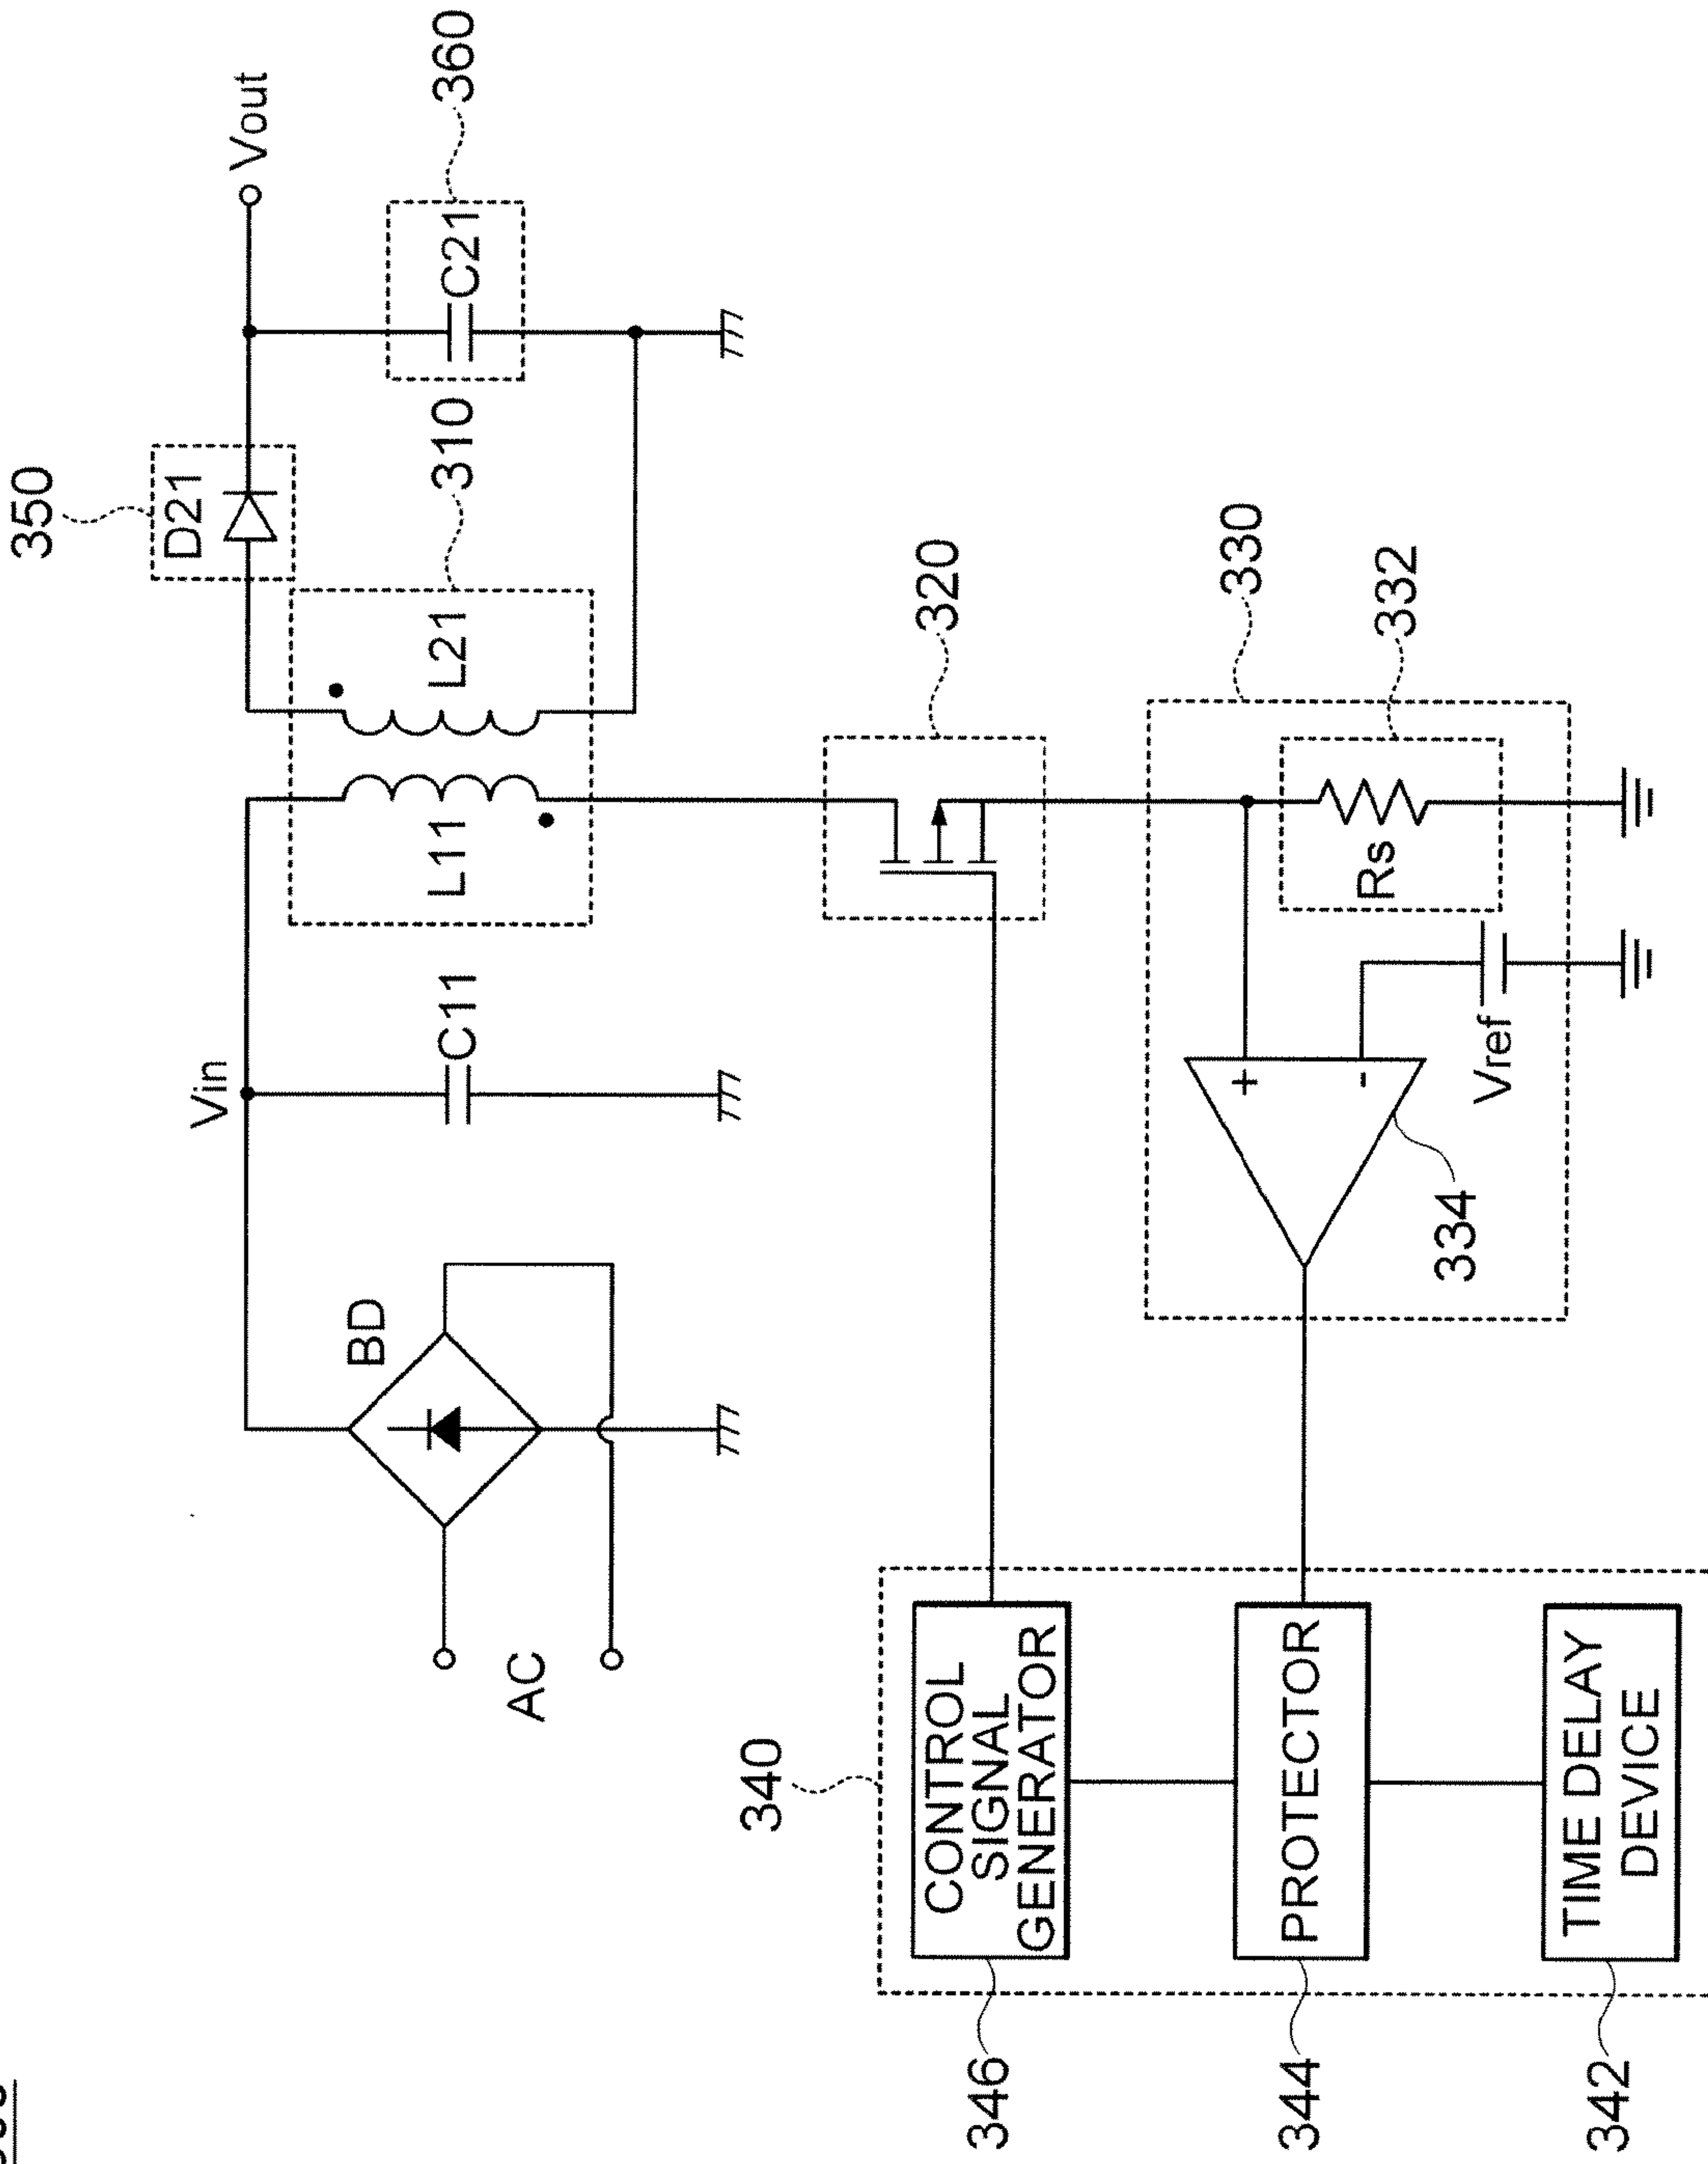 350
D21
Vout
360
C21
310
L21
L11
Vin
C11
BD
AC
320
330
332
Rs
+
-
Vref
334
340
CONTROL
SIGNAL
GENERATOR
346
PROTECTOR
344
TIME DELAY
DEVICE
342